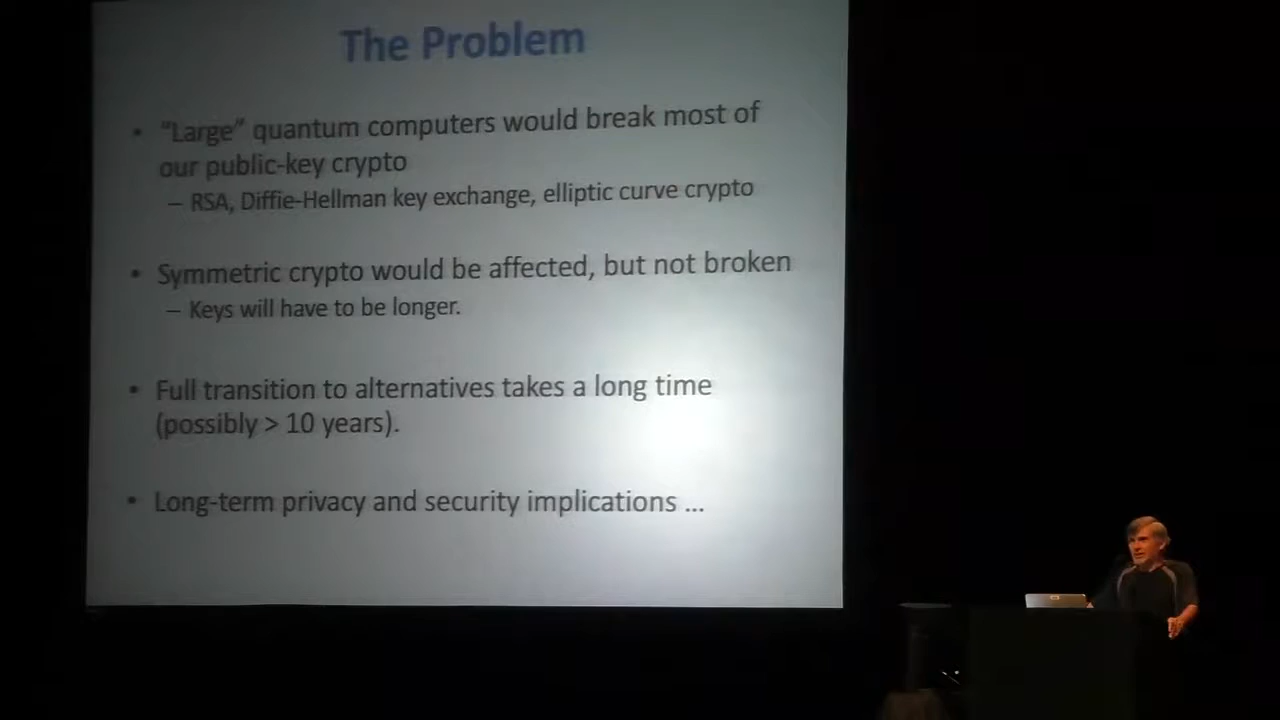 The Problem
• “Large” quantum computers would break most of
our public-key crypto
– RSA, Diffie-Hellman key exchange, elliptic curve crypto
• Symmetric crypto would be affected, but not broken
– Keys will have to be longer.
• Full transition to alternatives takes a long time
(possibly > 10 years).
• Long-term privacy and security implications ...